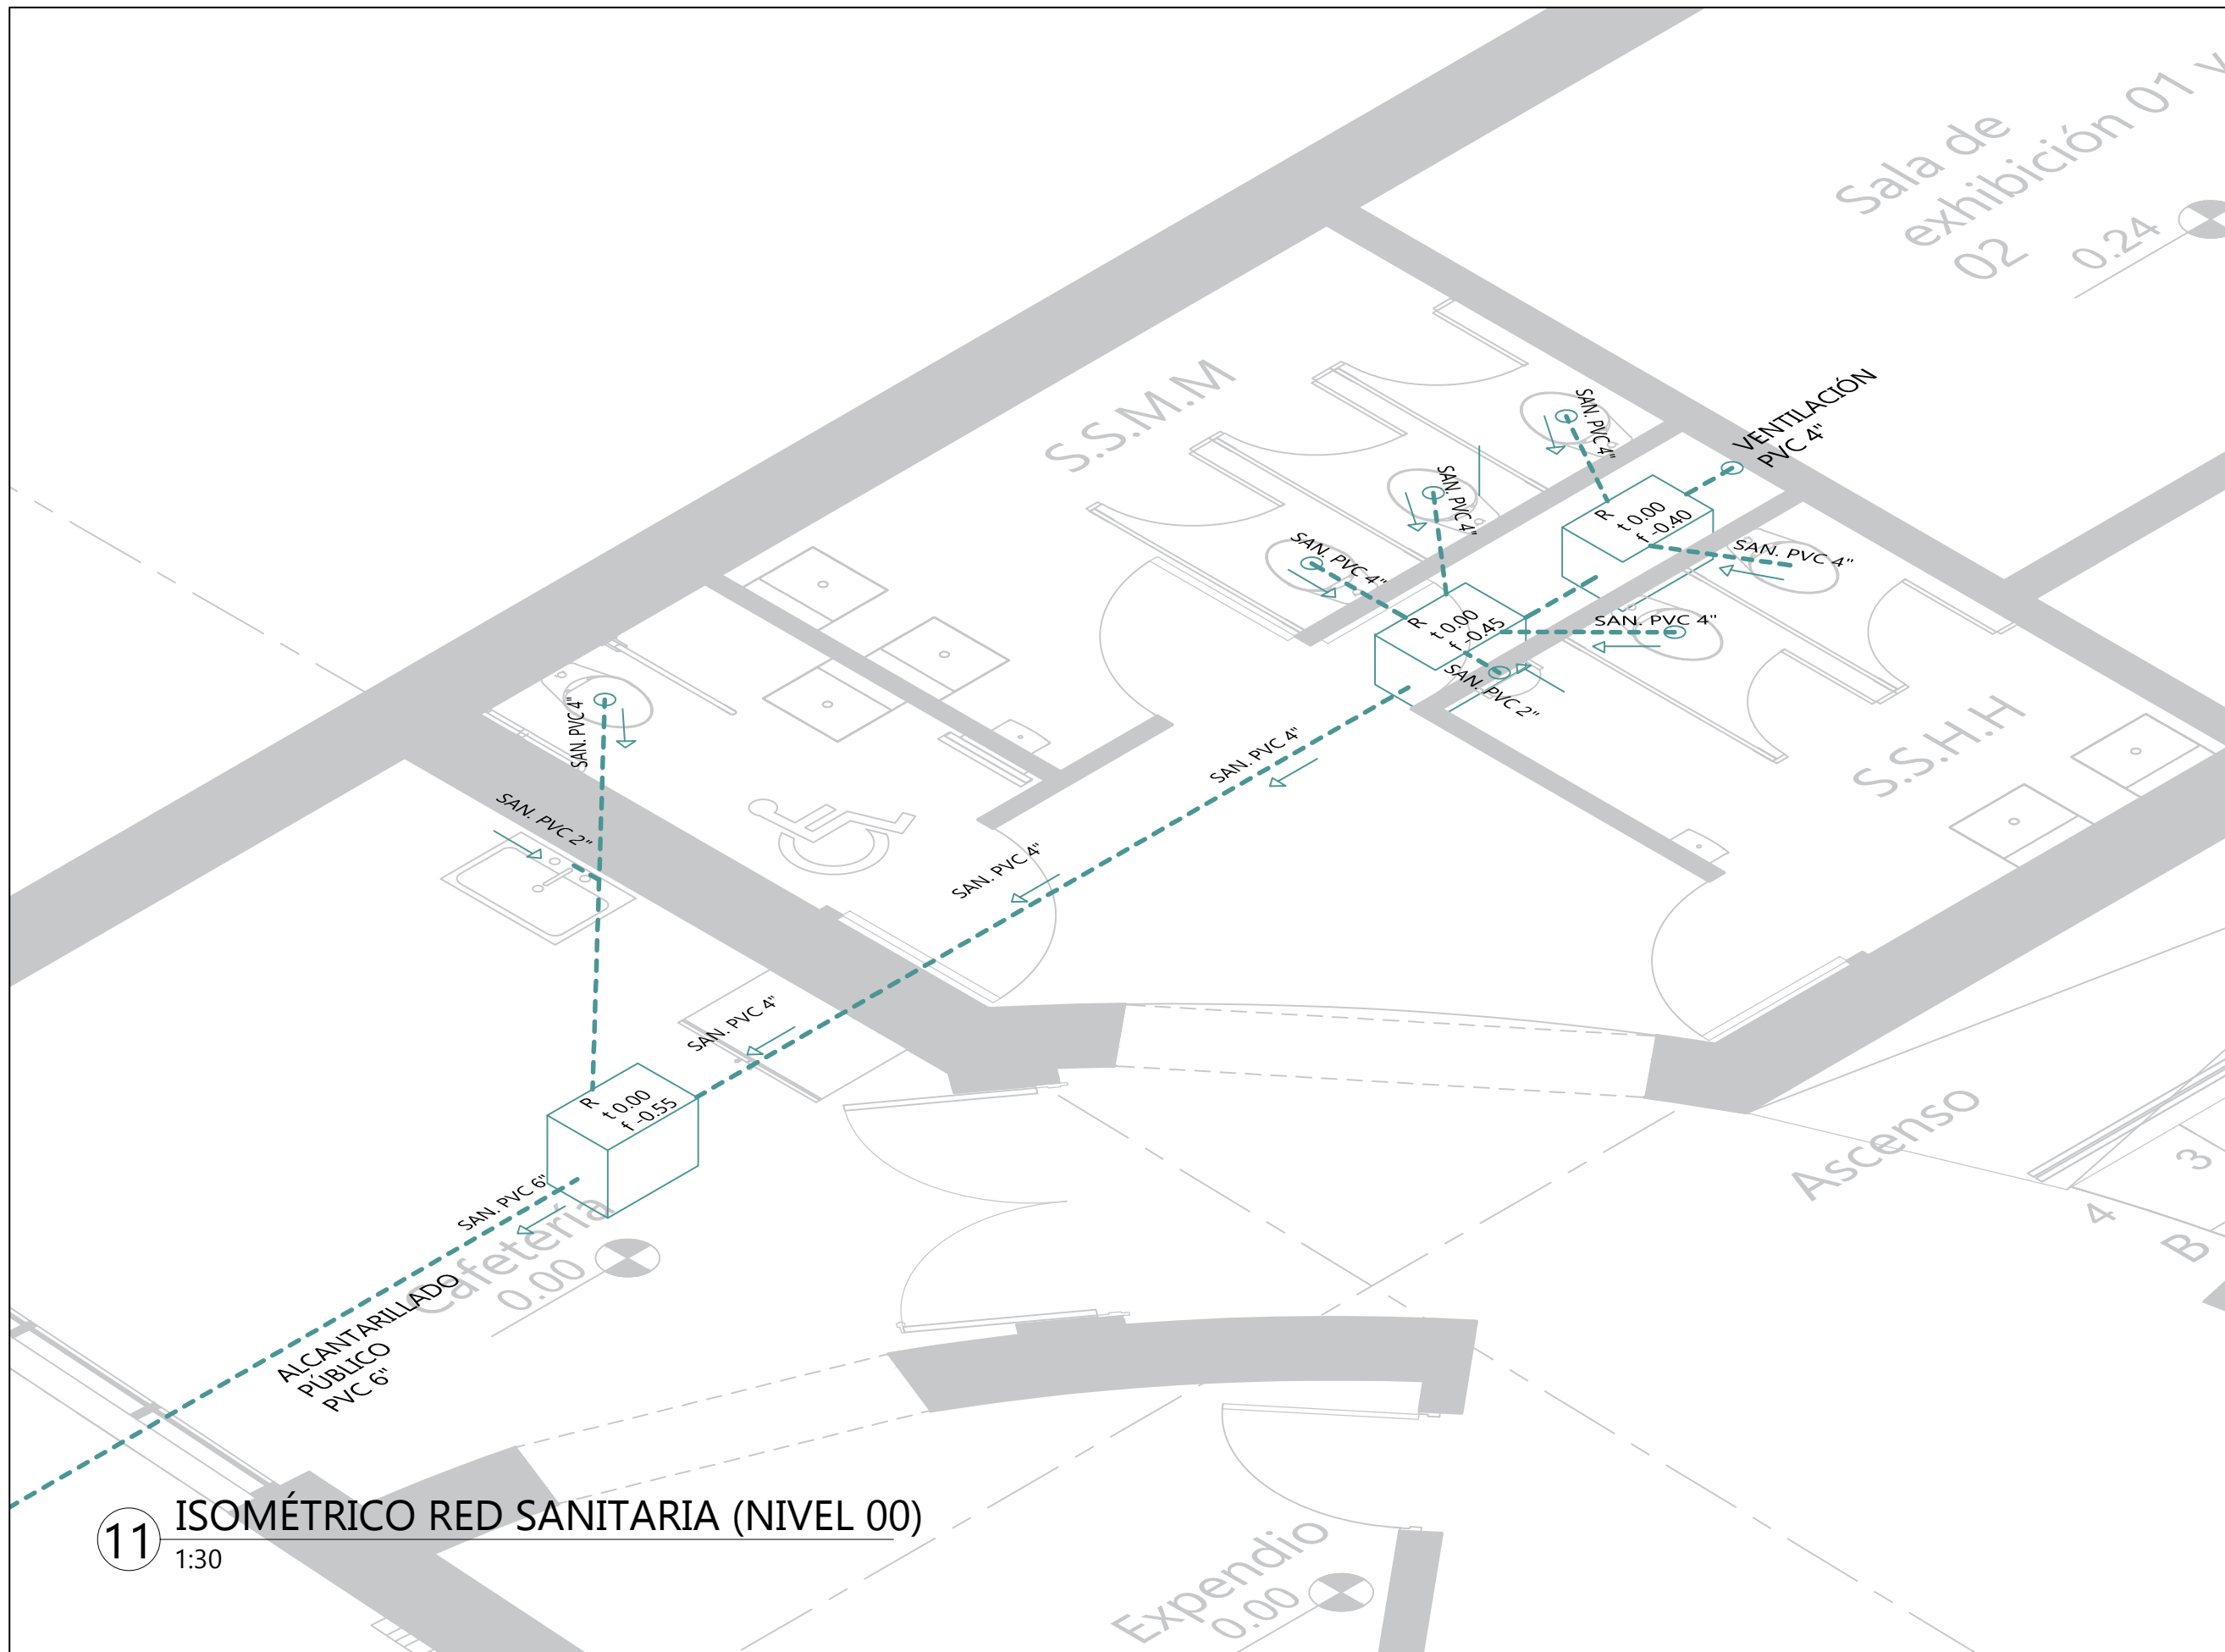 Sala de
exhibición 01 y
02
0.24
S.S.M.M
VENTILACIÓN
PVC 4"
SAN. PVC 4"
SAN. PVC 4"
SAN. PVC 4"
R
t 0.00
f -0.40
SAN. PVC 4"
R
t 0.00
f -0.45
SAN. PVC 4"
SAN. PVC 2"
S.S.H.H
SAN. PVC 4"
SAN. PVC 4"
SAN. PVC 2"
SAN. PVC 4"
SAN. PVC 4"
R
t 0.00
f -0.55
SAN. PVC 6"
Cafetería
0.00
ALCANTARILLADO
PÚBLICO
PVC 6"
Ascenso
3
4
B
11
ISOMÉTRICO RED SANITARIA (NIVEL 00)
1:30
Expendio
0.00